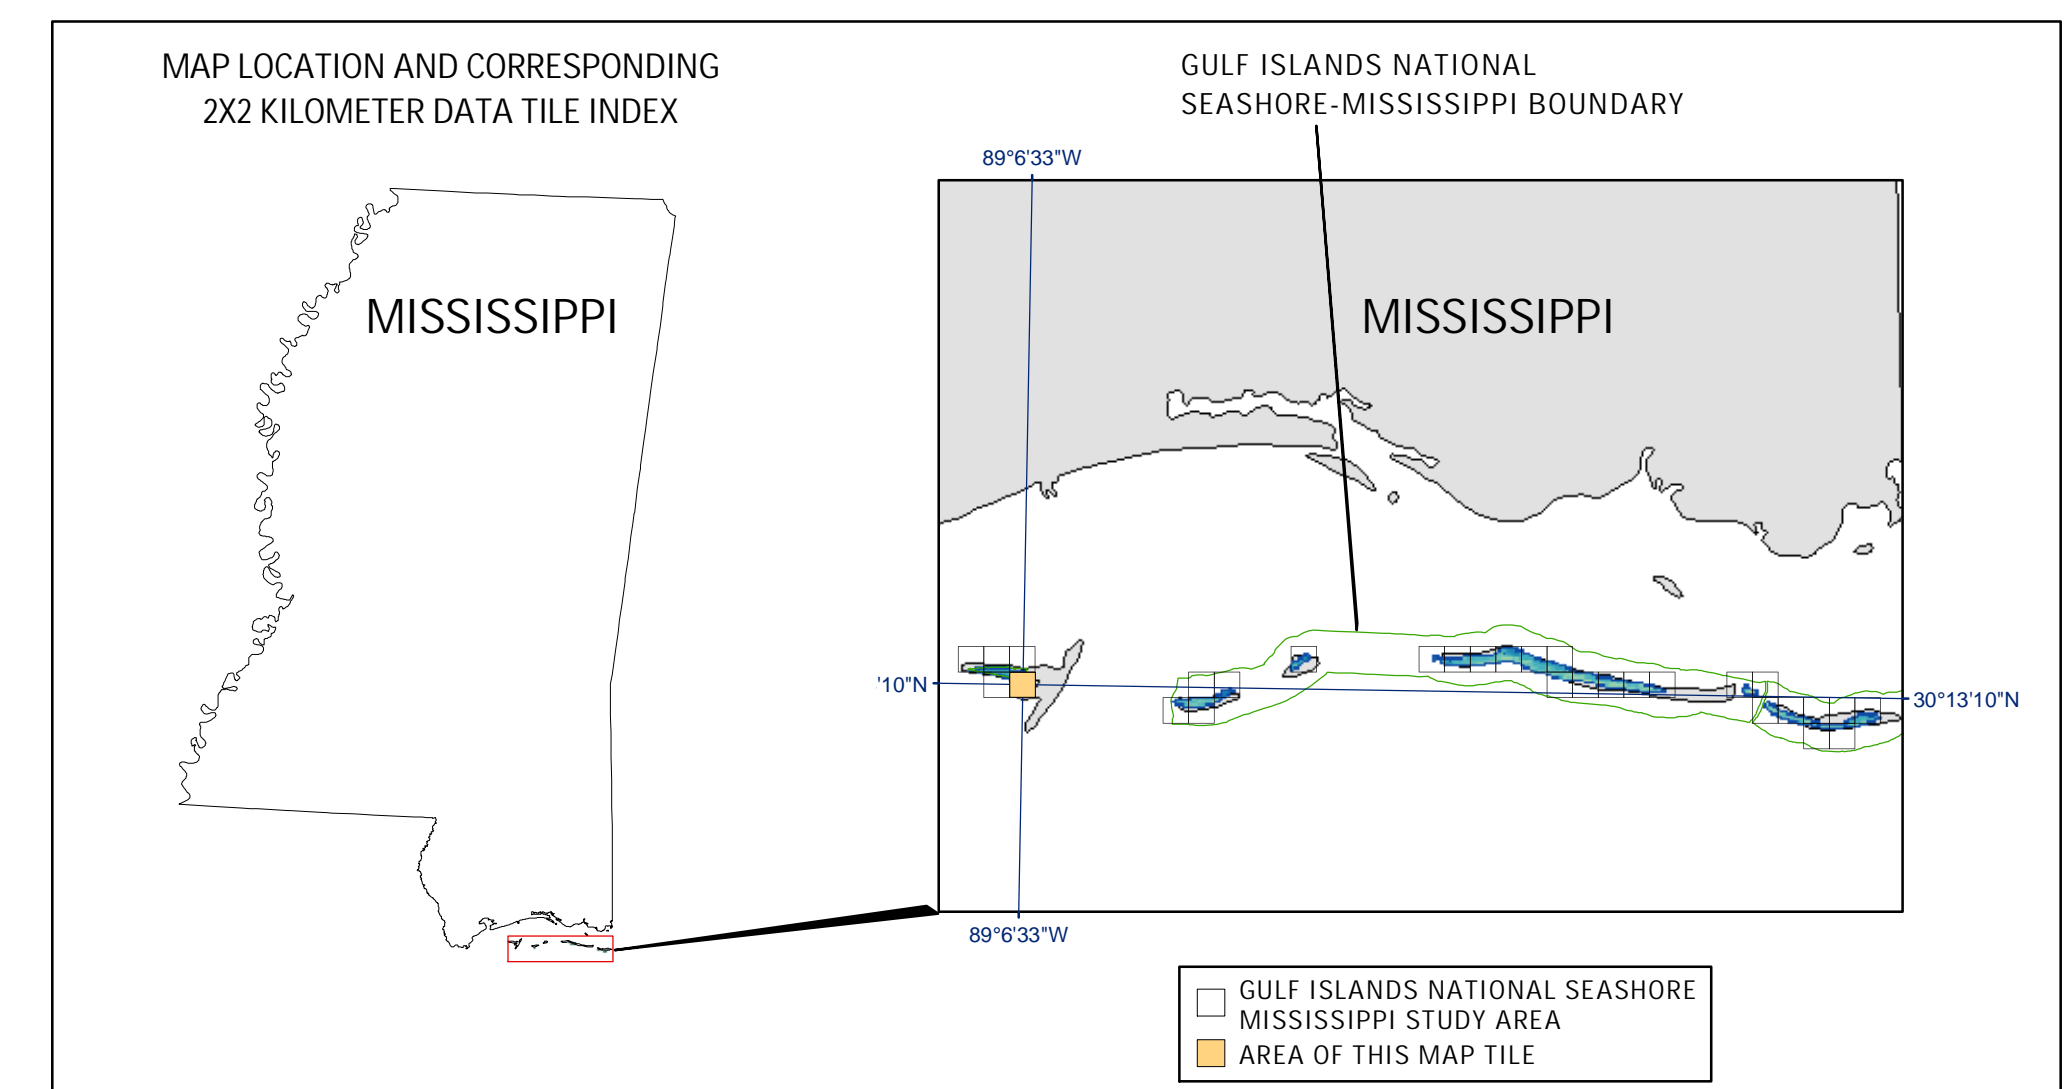 MAP LOCATION AND CORRESPONDING
2X2 KILOMETER DATA TILE INDEX
GULF ISLANDS NATIONAL
SEASHORE-MISSISSIPPI BOUNDARY
89°6'33"W
MISSISSIPPI
MISSISSIPPI
'10"N
30°13'10"N
89°6'33"W
GULF ISLANDS NATIONAL SEASHORE
MISSISSIPPI STUDY AREA
AREA OF THIS MAP TILE